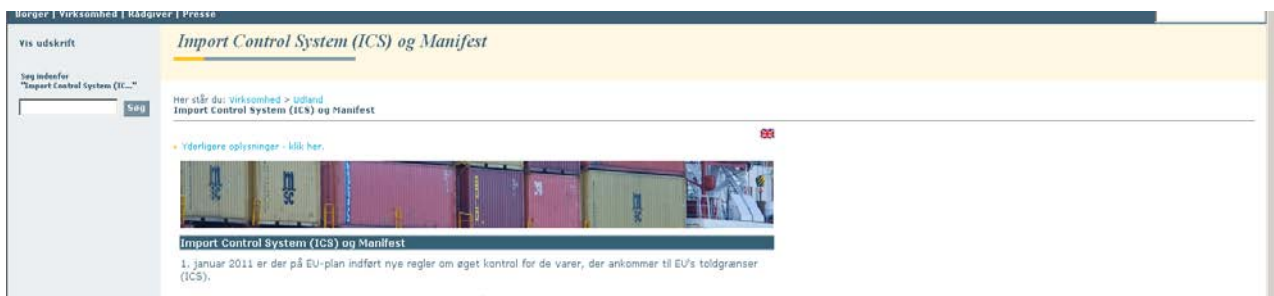 Borger | Virksomhed | Rådgiver | Presse
Vis udskrift
Import Control System (ICS) og Manifest
Søg indenfor
"Import Control System (IC..."
Søg
Her står du: Virksomhed > Udland
Import Control System (ICS) og Manifest
Yderligere oplysninger - klik her.
m
sc
m
sc
m
sc
Import Control System (ICS) og Manifest
1. januar 2011 er der på EU-plan indført nye regler om øget kontrol for de varer, der ankommer til EU's toldgrænser
(ICS).